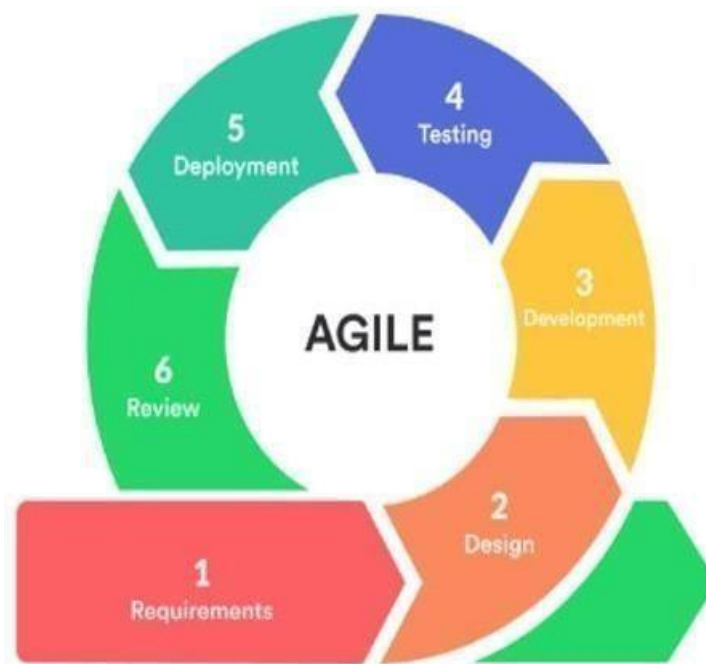 AGILE
1
Requirements
2
Design
3
Development
4
Testing
5
Deployment
6
Review